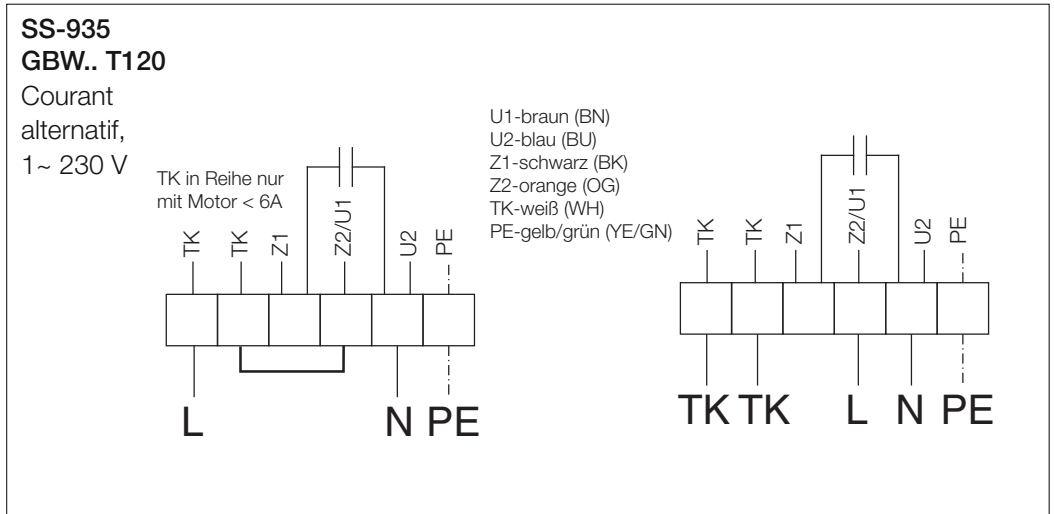 SS-935
GBW.. T120
Courant
alternatif,
1~ 230 V
TK in Reihe nur
mit Motor < 6A
TK
TK
Z1
Z2/U1
U2
PE
L
N
PE
U1-braun (BN)
U2-blau (BU)
Z1-schwarz (BK)
Z2-orange (OG)
TK-weiß (WH)
PE-gelb/grün (YE/GN)
TK
TK
Z1
Z2/U1
U2
PE
TK
TK
L
N
PE